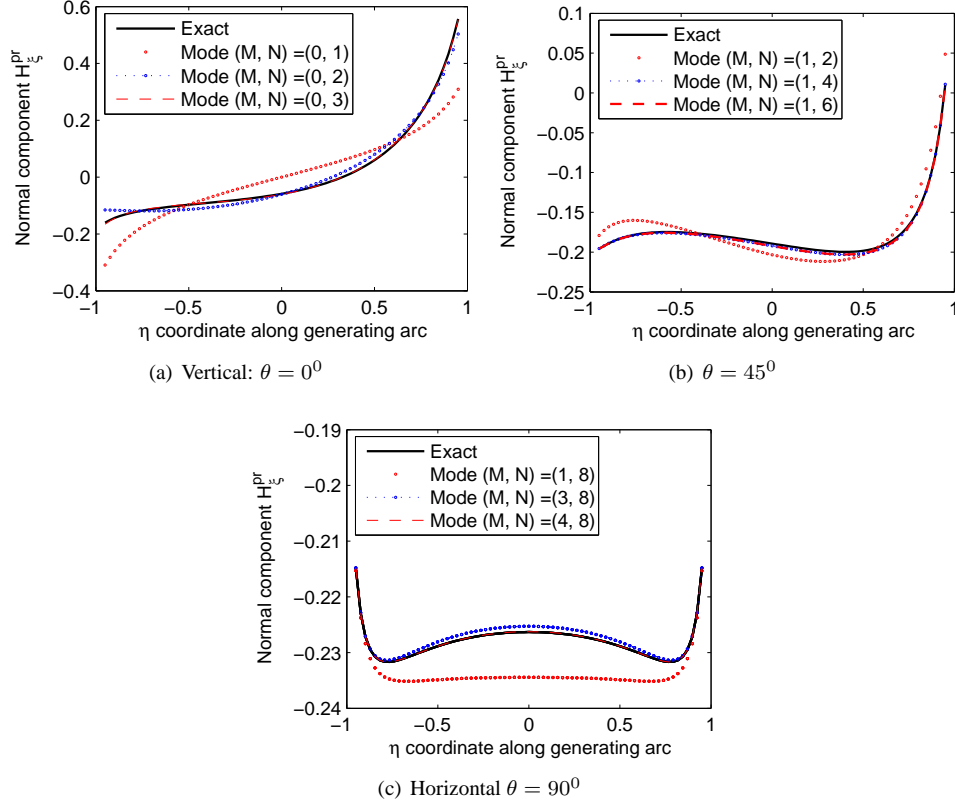 0.6
0.4
0.2
0
−0.2
−0.4
−1
−0.5
0
0.5
1
Normal component H_ξ^pr
η coordinate along generating arc
Exact
Mode (M, N) =(0, 1)
Mode (M, N) =(0, 2)
Mode (M, N) =(0, 3)
(a) Vertical: θ = 0⁰
0.1
0.05
0
−0.05
−0.1
−0.15
−0.2
−0.25
−1
−0.5
0
0.5
1
Normal component H_ξ^pr
η coordinate along generating arc
Exact
Mode (M, N) =(1, 2)
Mode (M, N) =(1, 4)
Mode (M, N) =(1, 6)
(b) θ = 45⁰
−0.19
−0.2
−0.21
−0.22
−0.23
−0.24
−1
−0.5
0
0.5
1
Normal component H_ξ^pr
η coordinate along generating arc
Exact
Mode (M, N) =(1, 8)
Mode (M, N) =(3, 8)
Mode (M, N) =(4, 8)
(c) Horizontal θ = 90⁰